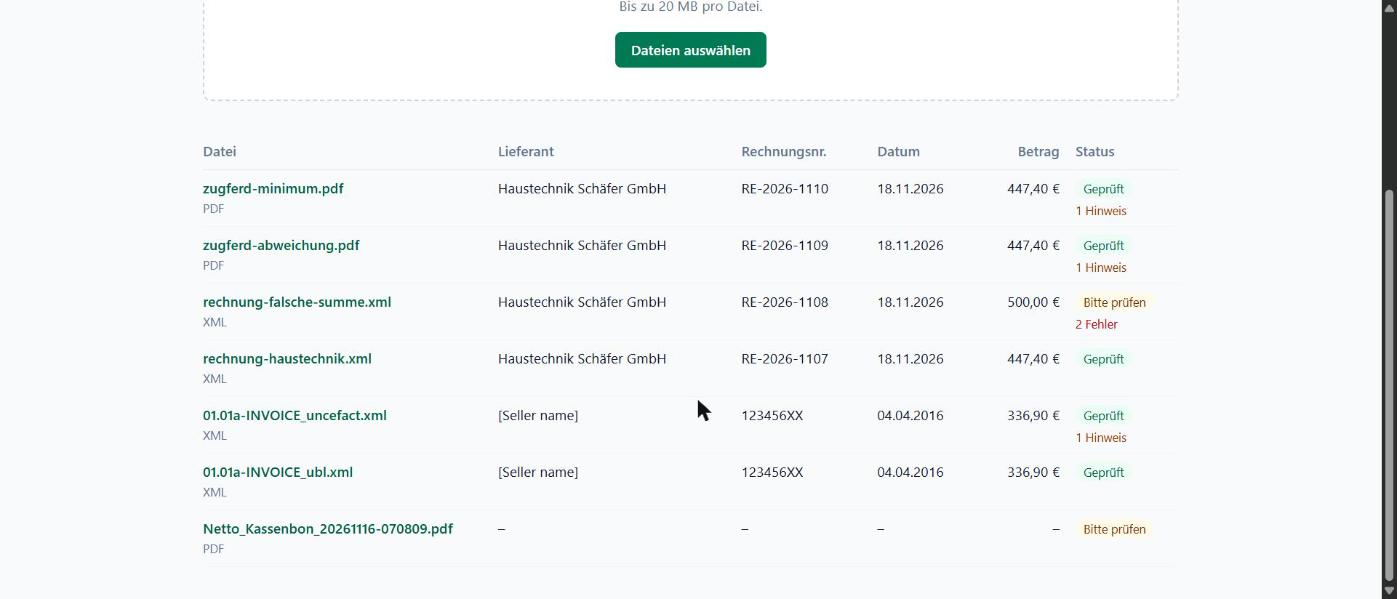 Bis zu 20 MB pro Datei.
Dateien auswählen
Datei Lieferant Rechnungsnr. Datum Betrag Status
zugferd-minimum.pdf Haustechnik Schäfer GmbH RE-2026-1110 18.11.2026 447,40 € Geprüft
PDF 1 Hinweis
zugferd-abweichung.pdf Haustechnik Schäfer GmbH RE-2026-1109 18.11.2026 447,40 € Geprüft
PDF 1 Hinweis
rechnung-falsche-summe.xml Haustechnik Schäfer GmbH RE-2026-1108 18.11.2026 500,00 € Bitte prüfen
XML 2 Fehler
rechnung-haustechnik.xml Haustechnik Schäfer GmbH RE-2026-1107 18.11.2026 447,40 € Geprüft
XML
01.01a-INVOICE_uncefact.xml [Seller name] 123456XX 04.04.2016 336,90 € Geprüft
XML 1 Hinweis
01.01a-INVOICE_ubl.xml [Seller name] 123456XX 04.04.2016 336,90 € Geprüft
XML
Netto_Kassenbon_20261116-070809.pdf – – – – Bitte prüfen
PDF